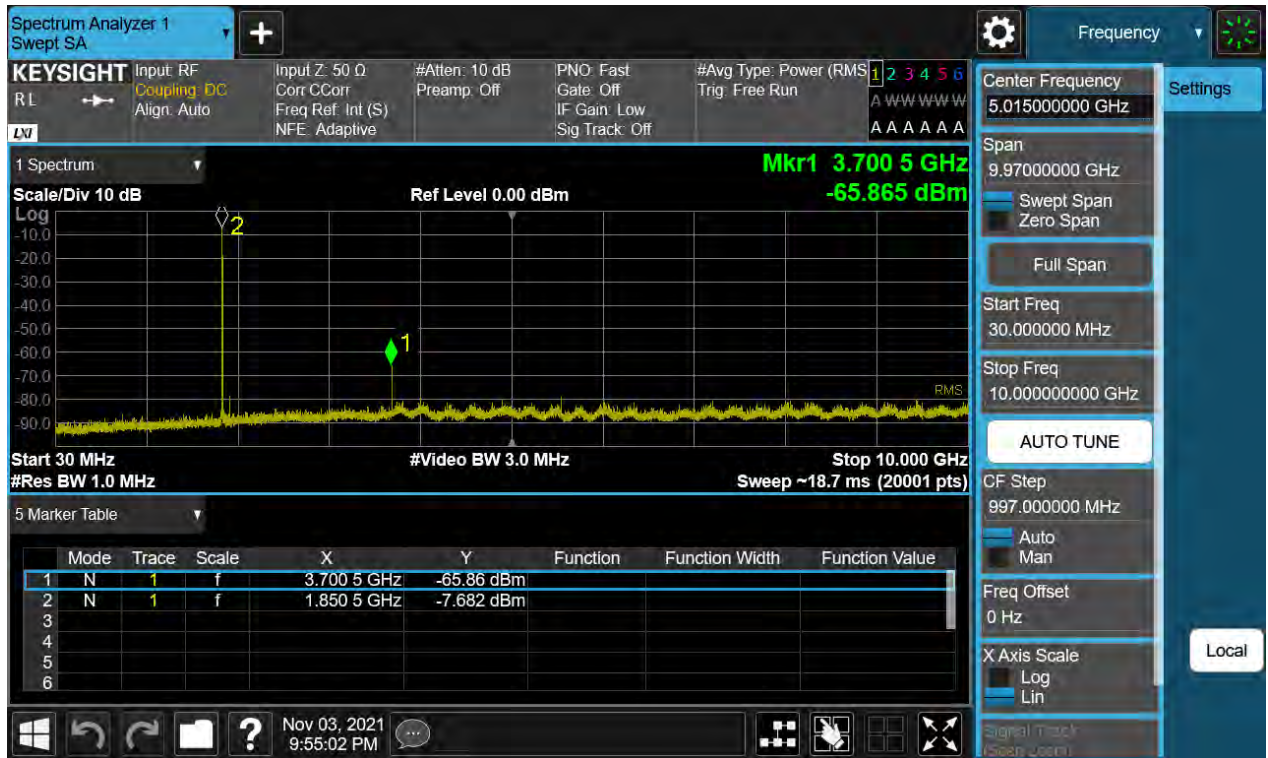 Spectrum Analyzer 1
Swept SA
+
Frequency
KEYSIGHT
RL
LXI
Input: RF
Coupling: DC
Align: Auto
Input Z: 50 Ω
Corr CCorr
Freq Ref: Int (S)
NFE: Adaptive
#Atten: 10 dB
Preamp: Off
PNO: Fast
Gate: Off
IF Gain: Low
Sig Track: Off
#Avg Type: Power (RMS
Trig: Free Run
1 2 3 4 5 6
A W W W W W
A A A A A A
1 Spectrum
Mkr1 3.700 5 GHz
Scale/Div 10 dB
Ref Level 0.00 dBm
-65.865 dBm
Log
-10.0
-20.0
-30.0
-40.0
-50.0
-60.0
-70.0
-80.0
-90.0
2
1
RMS
Start 30 MHz
#Video BW 3.0 MHz
Stop 10.000 GHz
#Res BW 1.0 MHz
Sweep ~18.7 ms (20001 pts)
5 Marker Table
Mode Trace Scale X Y Function Function Width Function Value
1 N 1 f 3.700 5 GHz -65.86 dBm
2 N 1 f 1.850 5 GHz -7.682 dBm
3
4
5
6
?
Nov 03, 2021
9:55:02 PM
Center Frequency
5.015000000 GHz
Settings
Span
9.97000000 GHz
Swept Span
Zero Span
Full Span
Start Freq
30.000000 MHz
Stop Freq
10.000000000 GHz
AUTO TUNE
CF Step
997.000000 MHz
Auto
Man
Freq Offset
0 Hz
X Axis Scale
Log
Lin
Local
Signal Track
(Span Zoom)